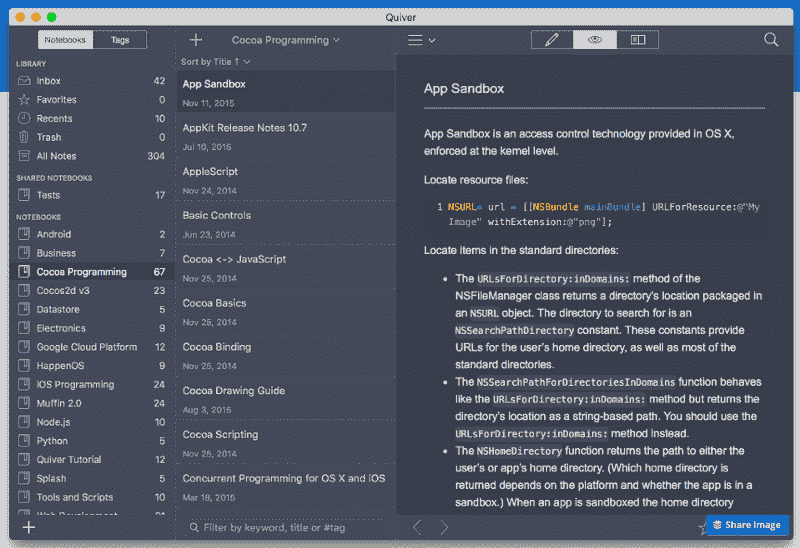 Quiver
Notebooks
Tags
LIBRARY
Inbox 42
Favorites 0
Recents 10
Trash 0
All Notes 304
SHARED NOTEBOOKS
Tests 17
NOTEBOOKS
Android 2
Business 7
Cocoa Programming 67
Cocos2d v3 23
Datastore 5
Electronics 9
Google Cloud Platform 12
HappenOS 9
iOS Programming 24
Muffin 2.0 24
Node.js 10
Python 5
Quiver Tutorial 12
Splash 5
Tools and Scripts 10
Cocoa Programming
Sort by Title ↑
App Sandbox
Nov 11, 2015
AppKit Release Notes 10.7
Jul 10, 2015
AppleScript
Nov 24, 2014
Basic Controls
Jun 23, 2014
Cocoa <-> JavaScript
Nov 25, 2014
Cocoa Basics
Nov 25, 2014
Cocoa Binding
Nov 25, 2014
Cocoa Drawing Guide
Aug 3, 2015
Cocoa Scripting
Nov 25, 2014
Concurrent Programming for OS X and iOS
Mar 18, 2015
Filter by keyword, title or #tag
App Sandbox
App Sandbox is an access control technology provided in OS X,
enforced at the kernel level.
Locate resource files:
1 NSURL* url = [[NSBundle mainBundle] URLForResource:@"My
Image" withExtension:@"png"];
Locate items in the standard directories:
• The URLsForDirectory:inDomains: method of the
NSFileManager class returns a directory's location packaged in
an NSURL object. The directory to search for is an
NSSearchPathDirectory constant. These constants provide
URLs for the user's home directory, as well as most of the
standard directories.
• The NSSearchPathForDirectoriesInDomains function behaves
like the URLsForDirectory:inDomains: method but returns the
directory's location as a string-based path. You should use the
URLsForDirectory:inDomains: method instead.
• The NSHomeDirectory function returns the path to either the
user's or app's home directory. (Which home directory is
returned depends on the platform and whether the app is in a
sandbox.) When an app is sandboxed the home directory
Share Image